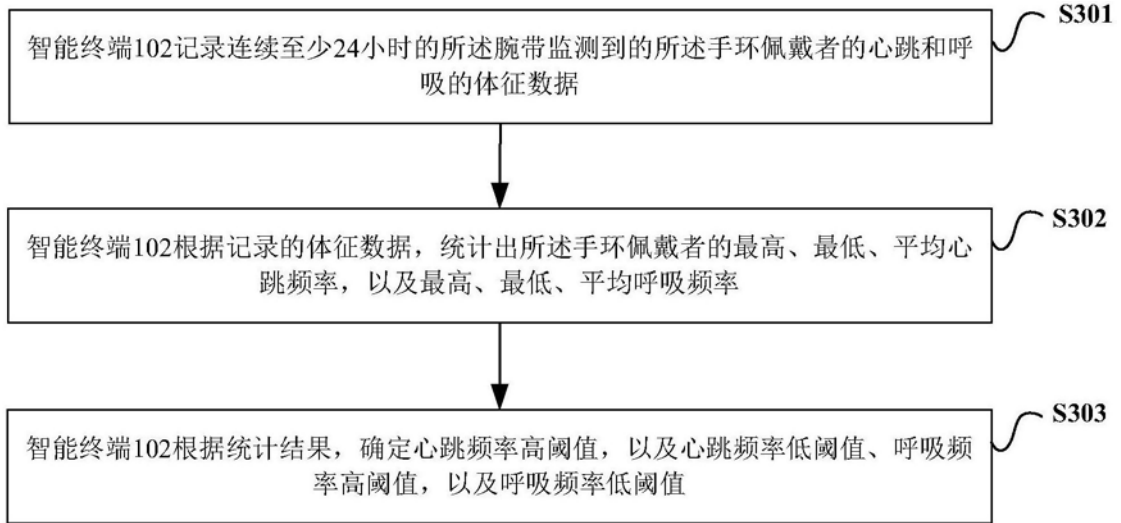 S301
智能终端102记录连续至少24小时的所述腕带监测到的所述手环佩戴者的心跳和呼
吸的体征数据
S302
智能终端102根据记录的体征数据，统计出所述手环佩戴者的最高、最低、平均心
跳频率，以及最高、最低、平均呼吸频率
S303
智能终端102根据统计结果，确定心跳频率高阈值，以及心跳频率低阈值、呼吸频
率高阈值，以及呼吸频率低阈值